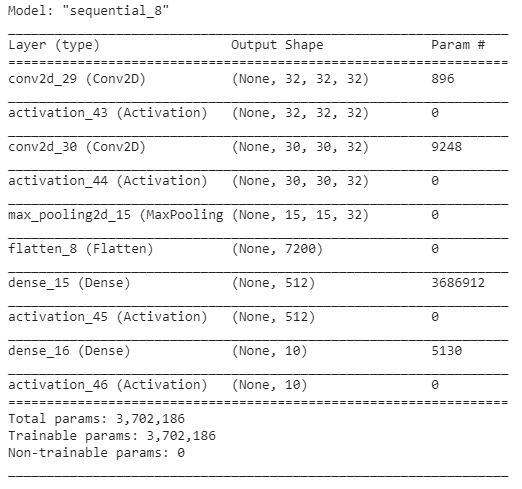 Model: "sequential_8"
Layer (type) Output Shape Param #
conv2d_29 (Conv2D) (None, 32, 32, 32) 896
activation_43 (Activation) (None, 32, 32, 32) 0
conv2d_30 (Conv2D) (None, 30, 30, 32) 9248
activation_44 (Activation) (None, 30, 30, 32) 0
max_pooling2d_15 (MaxPooling (None, 15, 15, 32) 0
flatten_8 (Flatten) (None, 7200) 0
dense_15 (Dense) (None, 512) 3686912
activation_45 (Activation) (None, 512) 0
dense_16 (Dense) (None, 10) 5130
activation_46 (Activation) (None, 10) 0
Total params: 3,702,186
Trainable params: 3,702,186
Non-trainable params: 0